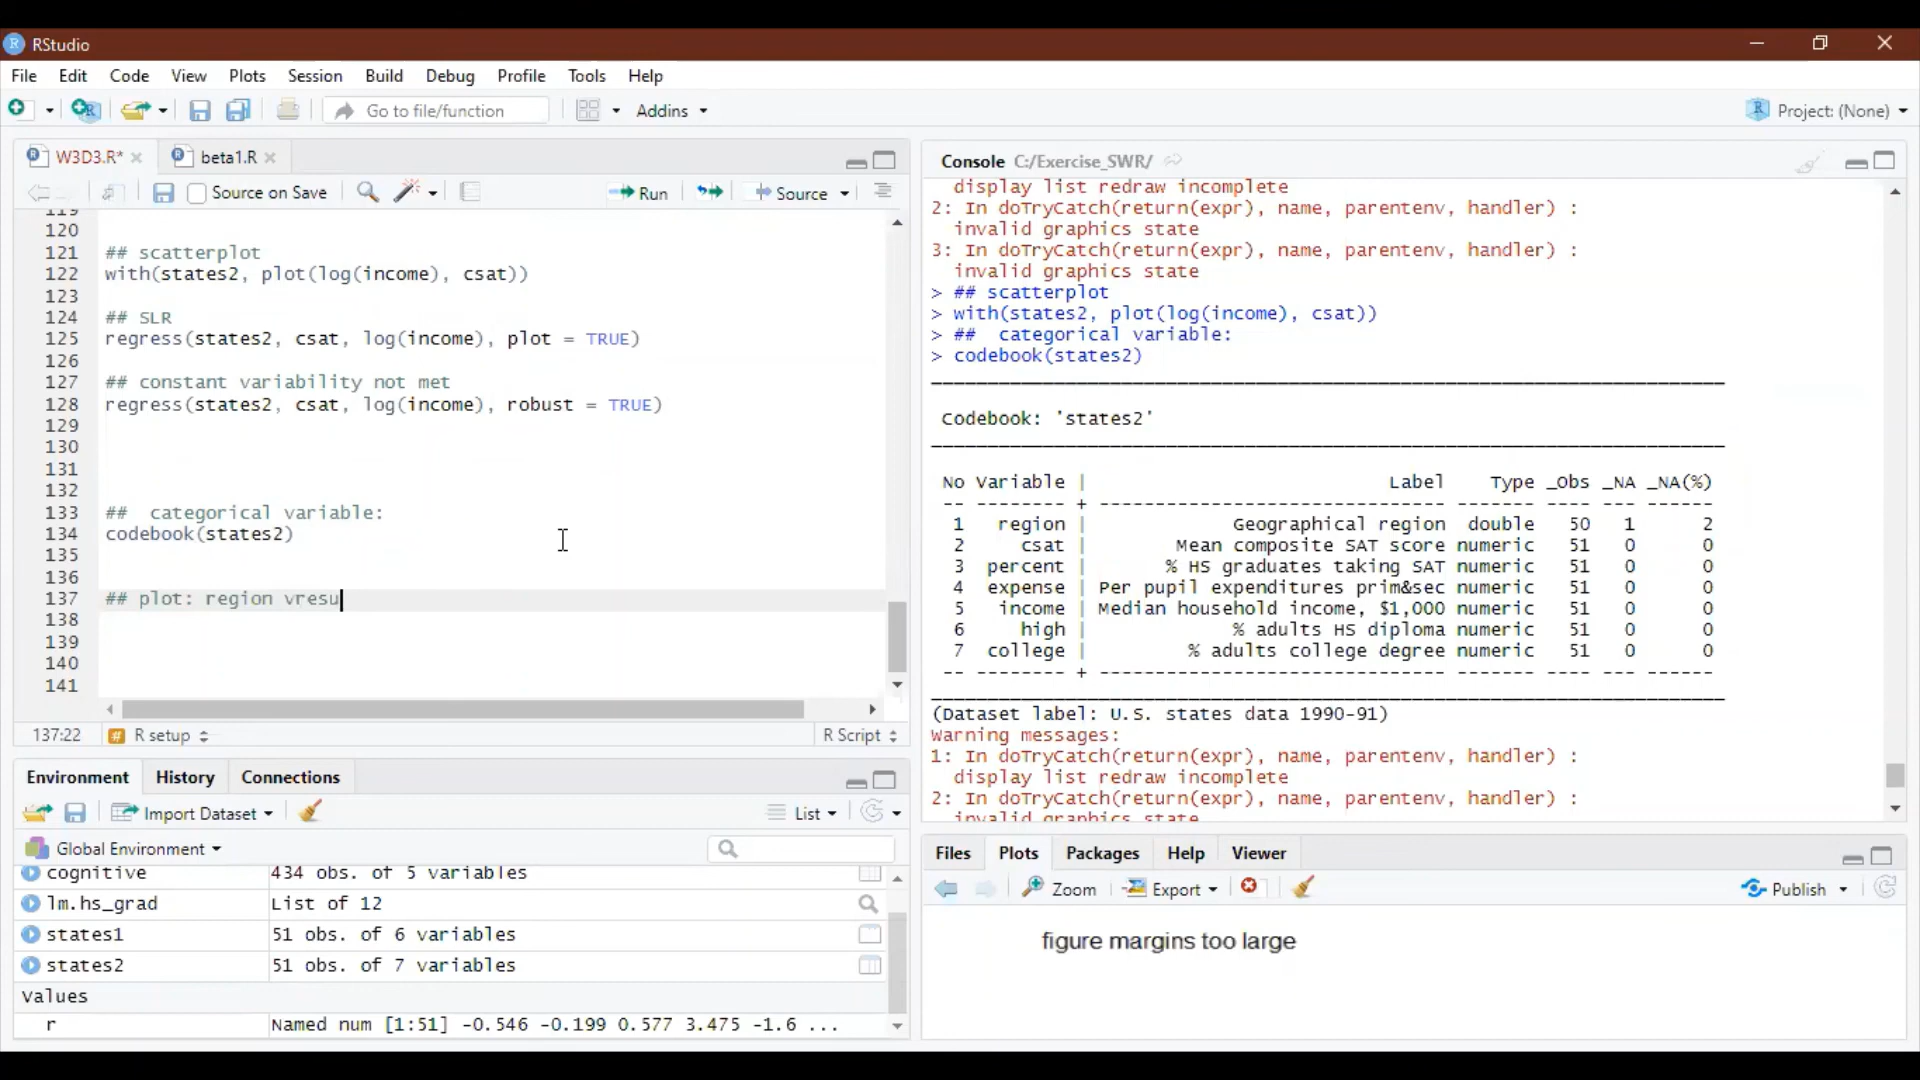 RStudio
File Edit Code View Plots Session Build Debug Profile Tools Help
Go to file/function Addins Project: (None)
W3D3.R* beta1.R
Source on Save Run Source
119
120
121 ## scatterplot
122 with(states2, plot(log(income), csat))
123
124 ## SLR
125 regress(states2, csat, log(income), plot = TRUE)
126
127 ## constant variability not met
128 regress(states2, csat, log(income), robust = TRUE)
129
130
131
132
133 ##  categorical variable:
134 codebook(states2)
135
136
137 ## plot: region vresu
138
139
140
141
137:22 # R setup R Script
Environment History Connections
Import Dataset List
Global Environment
cognitive 434 obs. of 5 variables
lm.hs_grad List of 12
states1 51 obs. of 6 variables
states2 51 obs. of 7 variables
Values
r Named num [1:51] -0.546 -0.199 0.577 3.475 -1.6 ...
Console C:/Exercise_SWR/
display list redraw incomplete
2: In doTryCatch(return(expr), name, parentenv, handler) :
invalid graphics state
3: In doTryCatch(return(expr), name, parentenv, handler) :
invalid graphics state
> ## scatterplot
> with(states2, plot(log(income), csat))
> ##  categorical variable:
> codebook(states2)
Codebook: 'states2'
No Variable | Label Type _Obs _NA _NA(%)
-- -------- + ------------------------------- ------- ---- --- ------
1 region | Geographical region double 50 1 2
2 csat | Mean composite SAT score numeric 51 0 0
3 percent | % HS graduates taking SAT numeric 51 0 0
4 expense | Per pupil expenditures prim&sec numeric 51 0 0
5 income | Median household income, $1,000 numeric 51 0 0
6 high | % adults HS diploma numeric 51 0 0
7 college | % adults college degree numeric 51 0 0
-- -------- + ------------------------------- ------- ---- --- ------
(Dataset label: U.S. states data 1990-91)
Warning messages:
1: In doTryCatch(return(expr), name, parentenv, handler) :
display list redraw incomplete
2: In doTryCatch(return(expr), name, parentenv, handler) :
invalid graphics state
Files Plots Packages Help Viewer
Zoom Export Publish
figure margins too large